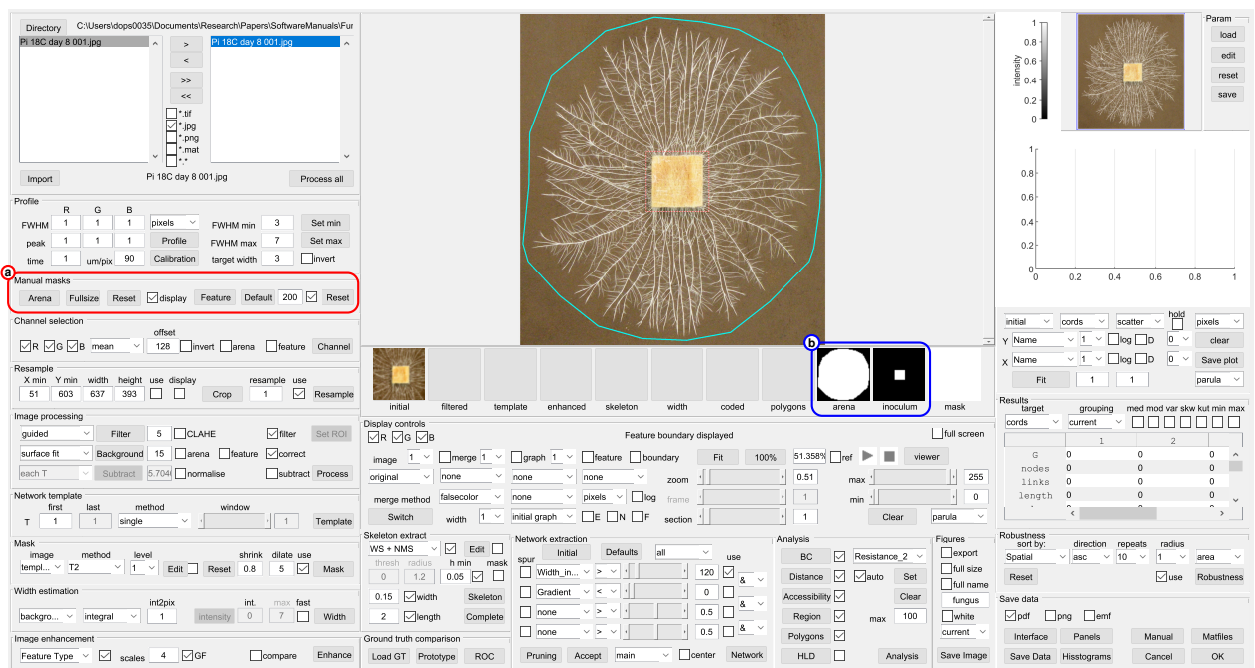 Directory C:\Users\dops0035\Documents\Research\Papers\SoftwareManuals\Fur
Pi 18C day 8 001.jpg
>
<
>>
<<
*.tif
*.jpg
*.png
*.mat
*.*
Pi 18C day 8 001.jpg
Import Pi 18C day 8 001.jpg Process all
Profile
R G B
FWHM 1 1 1 pixels FWHM min 3 Set min
peak 1 1 1 Profile FWHM max 7 Set max
time 1 um/pix 90 Calibration target width 3 invert
a
Manual masks
Arena Fullsize Reset display Feature Default 200 Reset
Channel selection
offset
R G B mean 128 invert arena feature Channel
Resample
X min Y min width height use display resample use
51 603 637 393 Crop 1 Resample
Image processing
guided Filter 5 CLAHE filter Set ROI
surface fit Background 15 arena feature correct
each T Subtract 5.704 normalise subtract Process
Network template
first last method window
T 1 1 single 1 Template
Mask
image method level shrink dilate use
templ... T2 1 Edit Reset 0.8 5 Mask
Width estimation
int2pix int. max fast
backgro... integral 1 intensity 0 7 Width
Image enhancement
Feature Type scales 4 GF compare Enhance
b
initial filtered template enhanced skeleton width coded polygons arena inoculum mask
Display controls
R G B Feature boundary displayed full screen
image 1 merge 1 graph 1 feature boundary Fit 100% 51.358% ref viewer
original none none none zoom 0.51 max 255
merge method falsecolor none pixels log frame 1 min 0
Switch width 1 initial graph E N F section 1 Clear parula
Skeleton extract
WS + NMS Edit
thresh radius h min mask
0 1.2 0.05
0.15 width Skeleton
2 length Complete
Ground truth comparison
Load GT Prototype ROC
Network extraction
spur Initial Defaults all use
Width_in... > 120 &
Gradient < 0 &
none > 0.5 &
none > 0.5 &
Pruning Accept main center Network
Analysis
BC Resistance_2
Distance auto Set
Accessibility Clear
Region max 100
Polygons
HLD Analysis
Figures
export
full size
full name
fungus
white
current
Save Image
Param
load
edit
reset
save
intensity
1
0.8
0.6
0.4
0.2
0
2
1
1
0
0 0.2 0.4 0.6 0.8 1
initial cords scatter hold pixels
Y Name 1 log D 0 clear
X Name 1 log D 0 Save plot
Fit 1 1 parula
Results
target grouping med mod var skw kut min max
cords current
1 2
G 0 0 0
nodes 0 0 0
links 0 0 0
length 0 0 0
Robustness
sort by: direction repeats radius
Spatial asc 10 1 area
Reset use Robustness
Save data
pdf png emf
Interface Panels Manual Matfiles
Save Data Hisstograms Cancel OK